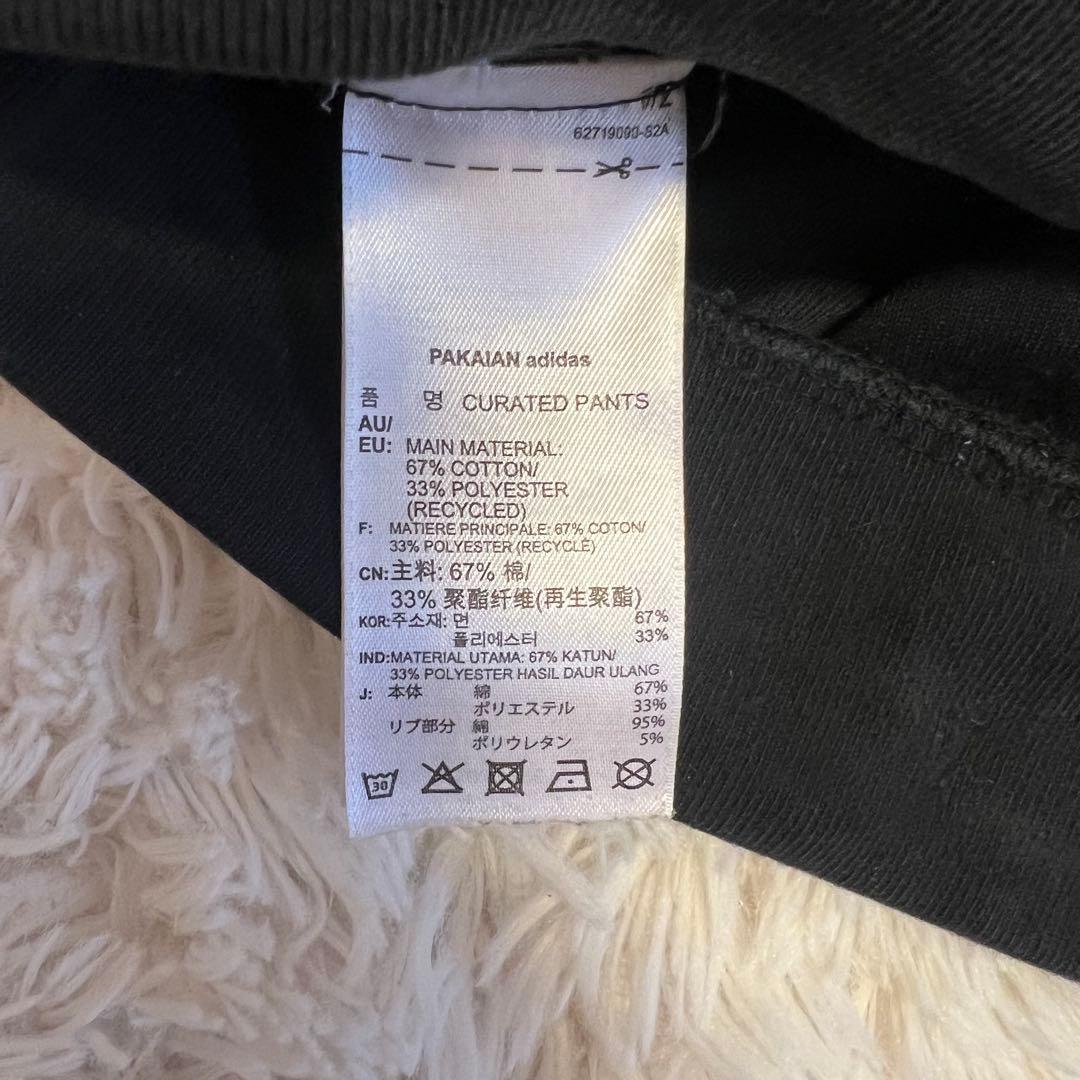 62719090-82A
PAKAIAN adidas
품 명 CURATED PANTS
AU/
EU: MAIN MATERIAL:
67% COTTON/
33% POLYESTER
(RECYCLED)
F: MATIERE PRINCIPALE: 67% COTON/
33% POLYESTER (RECYCLÉ)
CN:主料: 67% 棉/
33% 聚酯纤维(再生聚酯)
KOR:주소재: 면 67%
폴리에스터 33%
IND:MATERIAL UTAMA: 67% KATUN/
33% POLYESTER HASIL DAUR ULANG
J: 本体 綿 67%
ポリエステル 33%
リブ部分 綿 95%
ポリウレタン 5%
30